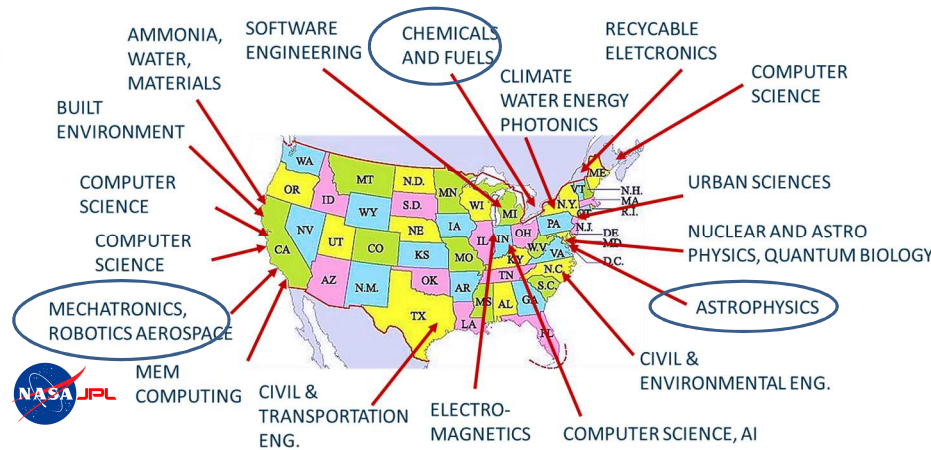 AMMONIA,
WATER,
MATERIALS
SOFTWARE
ENGINEERING
CHEMICALS
AND FUELS
RECYCABLE
ELETCRONICS
CLIMATE
WATER ENERGY
PHOTONICS
COMPUTER
SCIENCE
BUILT
ENVIRONMENT
COMPUTER
SCIENCE
COMPUTER
SCIENCE
MECHATRONICS,
ROBOTICS AEROSPACE
MEM
COMPUTING
NASA JPL
CIVIL &
TRANSPORTATION
ENG.
ELECTRO-
MAGNETICS
COMPUTER SCIENCE, AI
CIVIL &
ENVIRONMENTAL ENG.
ASTROPHYSICS
NUCLEAR AND ASTRO
PHYSICS, QUANTUM BIOLOGY
URBAN SCIENCES
WA
OR
ID
MT
N.D.
MN
WI
MI
VT
ME
N.H.
MA
R.I.
N.Y.
S.D.
WY
NV
CA
UT
CO
NB
IA
IL
IN
OH
PA
N.J.
DE
MD
D.C.
W.V.
VA
KS
MO
KY
N.C.
AZ
N.M.
OK
AR
TN
S.C.
TX
LA
MS
AL
GA
FL